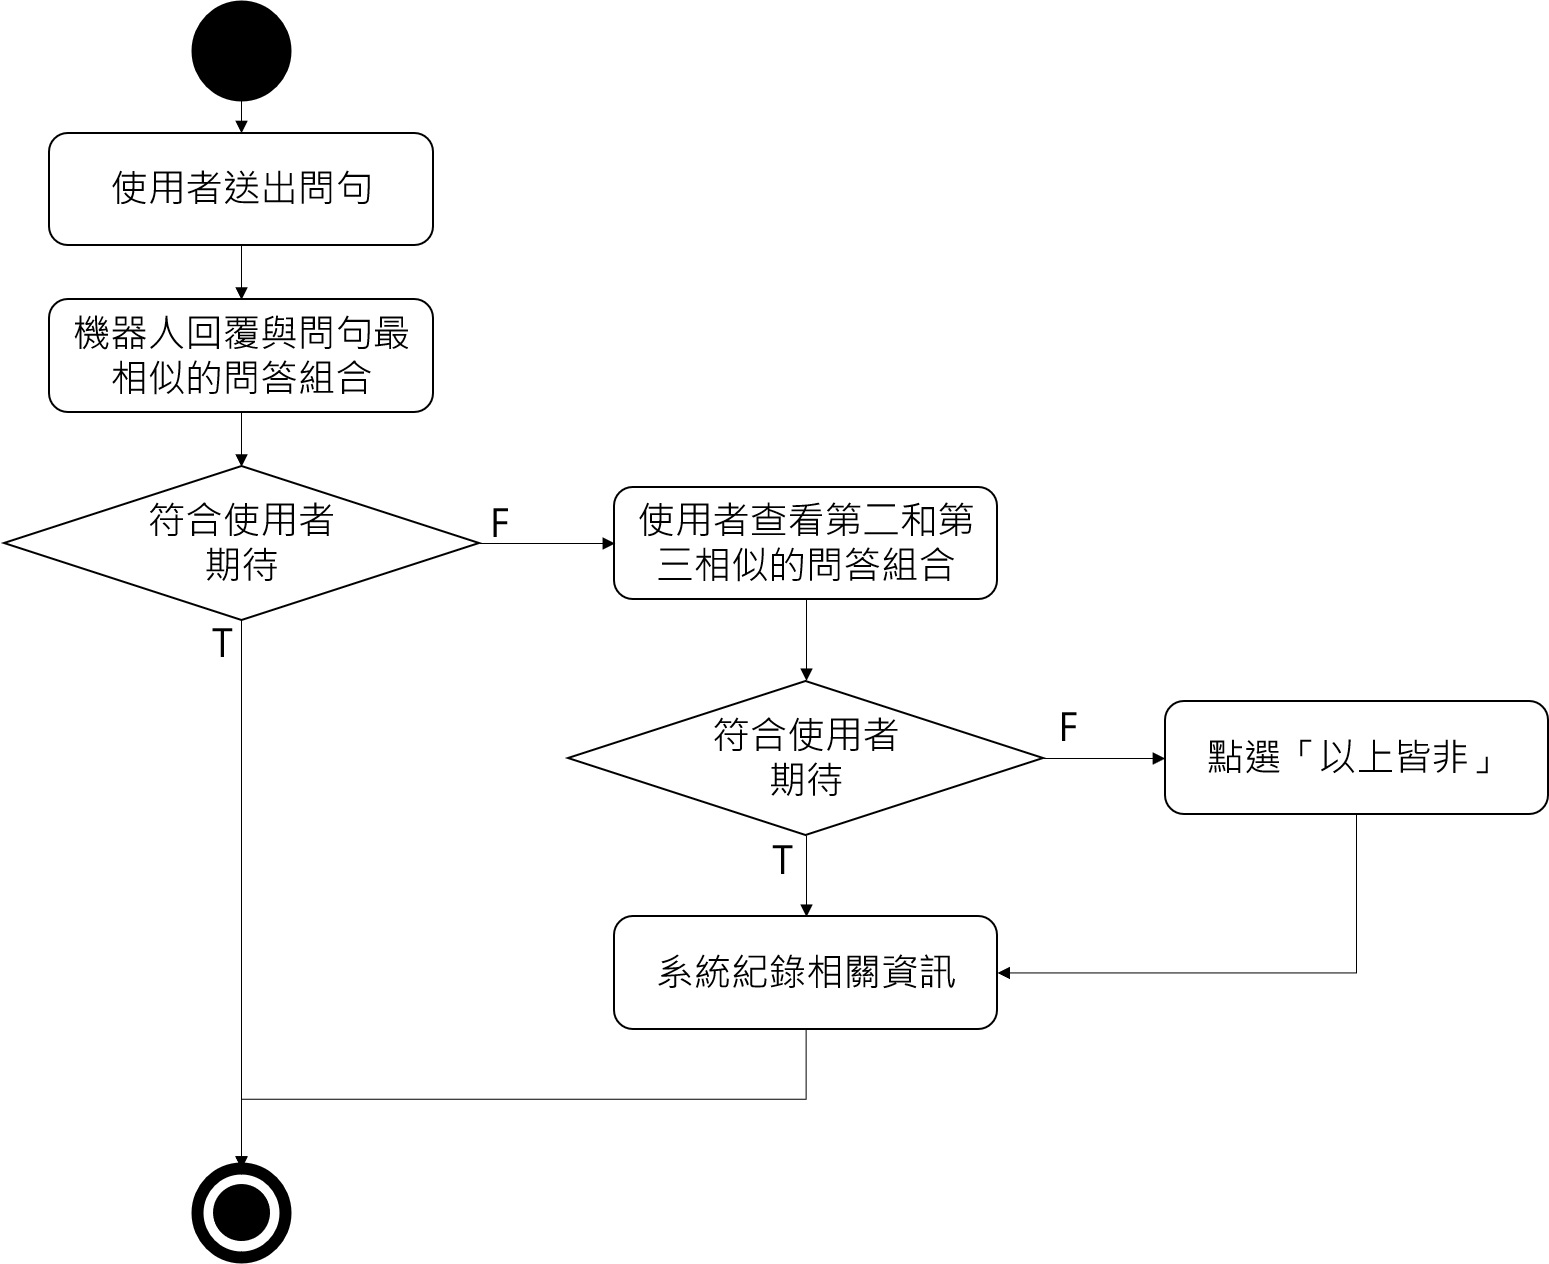 使用者送出問句
機器人回覆與問句最
相似的問答組合
符合使用者
期待
F
使用者查看第二和第
三相似的問答組合
T
符合使用者
期待
F
點選「以上皆非」
T
系統紀錄相關資訊